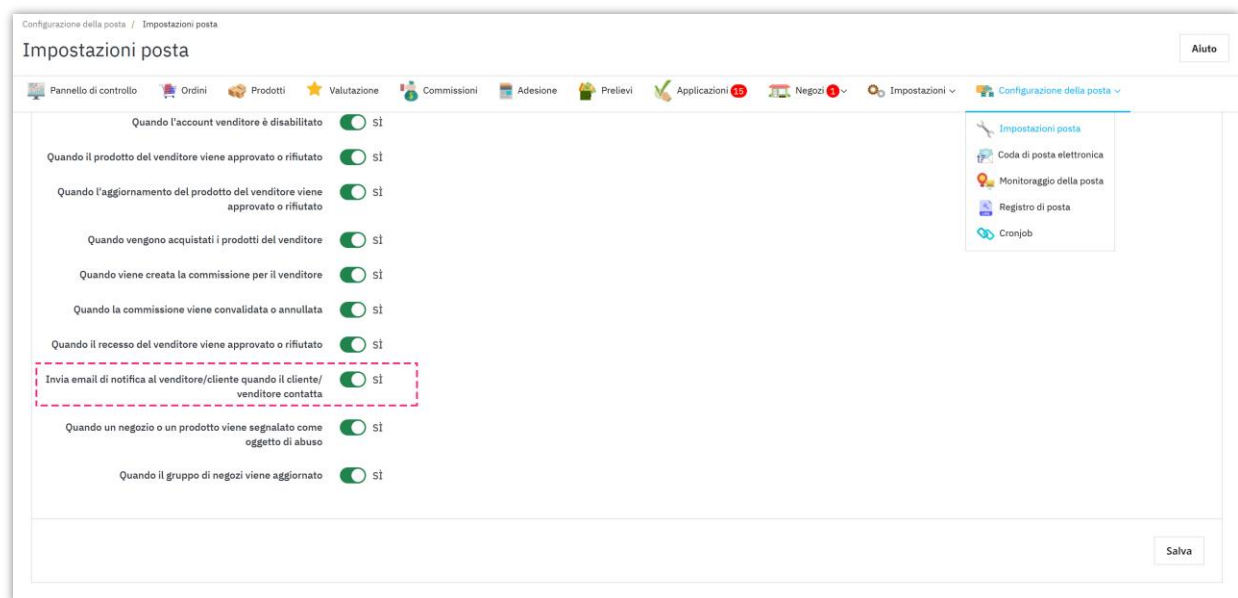 Configurazione della posta / Impostazioni posta
Impostazioni posta
Aiuto
Pannello di controllo Ordini Prodotti Valutazione Commissioni Adesione Prelievi Applicazioni 15 Negozi 1 Impostazioni Configurazione della posta
Impostazioni posta
Coda di posta elettronica
Monitoraggio della posta
Registro di posta
Cronjob
Quando l'account venditore è disabilitato SÌ
Quando il prodotto del venditore viene approvato o rifiutato SÌ
Quando l'aggiornamento del prodotto del venditore viene SÌ
approvato o rifiutato
Quando vengono acquistati i prodotti del venditore SÌ
Quando viene creata la commissione per il venditore SÌ
Quando la commissione viene convalidata o annullata SÌ
Quando il recesso del venditore viene approvato o rifiutato SÌ
Invia email di notifica al venditore/cliente quando il cliente/ SÌ
venditore contatta
Quando un negozio o un prodotto viene segnalato come SÌ
oggetto di abuso
Quando il gruppo di negozi viene aggiornato SÌ
Salva